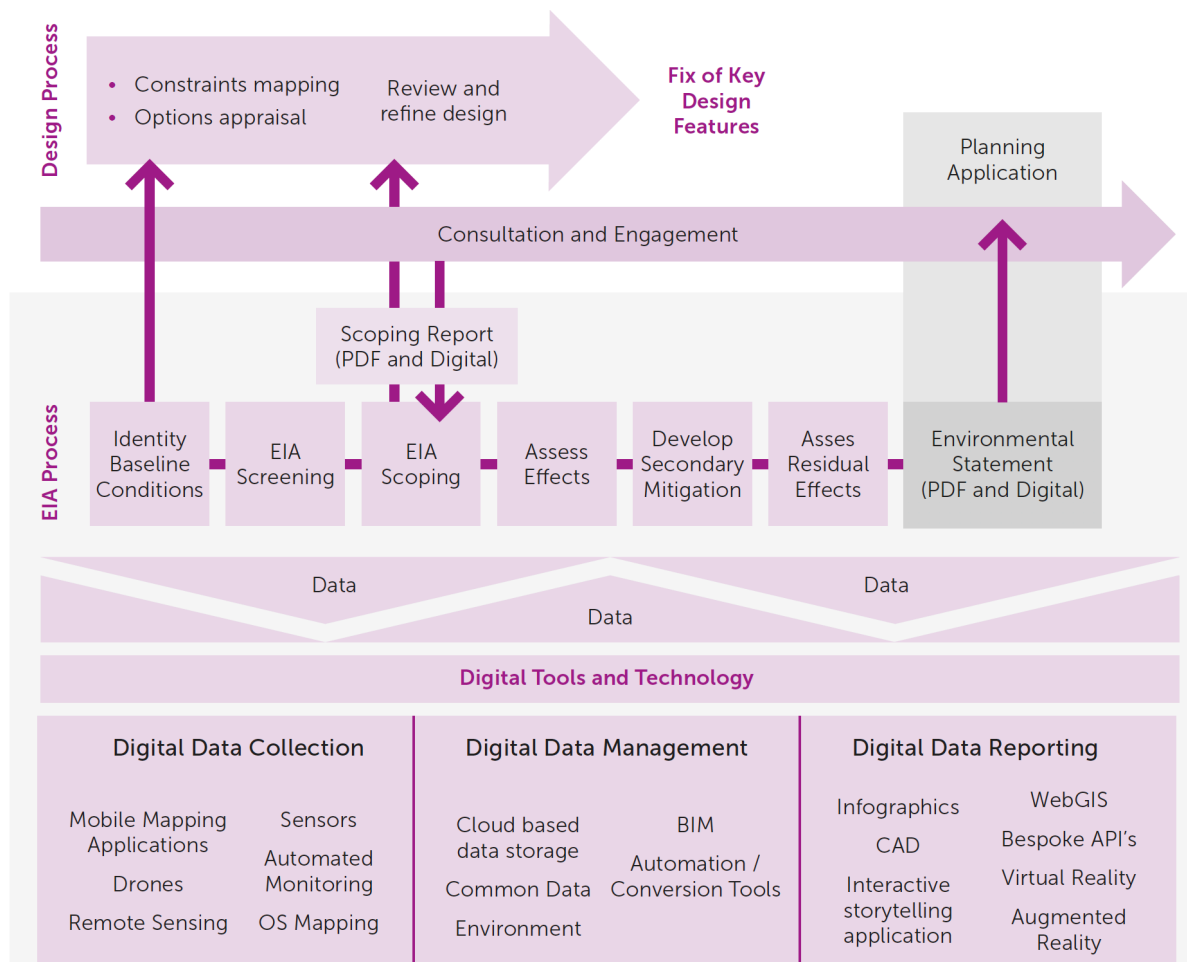 Design Process
• Constraints mapping
• Options appraisal
Review and
refine design
Fix of Key
Design
Features
Planning
Application
Consultation and Engagement
Scoping Report
(PDF and Digital)
EIA Process
Identity
Baseline
Conditions
EIA
Screening
EIA
Scoping
Assess
Effects
Develop
Secondary
Mitigation
Asses
Residual
Effects
Environmental
Statement
(PDF and Digital)
Data
Data
Data
Digital Tools and Technology
Digital Data Collection
Mobile Mapping
Applications
Drones
Remote Sensing
Sensors
Automated
Monitoring
OS Mapping
Digital Data Management
Cloud based
data storage
Common Data
Environment
BIM
Automation /
Conversion Tools
Digital Data Reporting
Infographics
CAD
Interactive
storytelling
application
WebGIS
Bespoke API's
Virtual Reality
Augmented
Reality